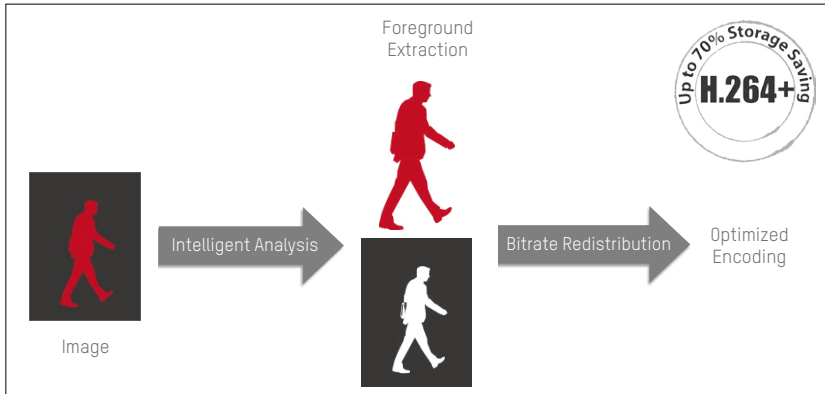 Foreground
Extraction
Up to 70% Storage Saving
H.264+
Intelligent Analysis
Bitrate Redistribution
Optimized
Encoding
Image